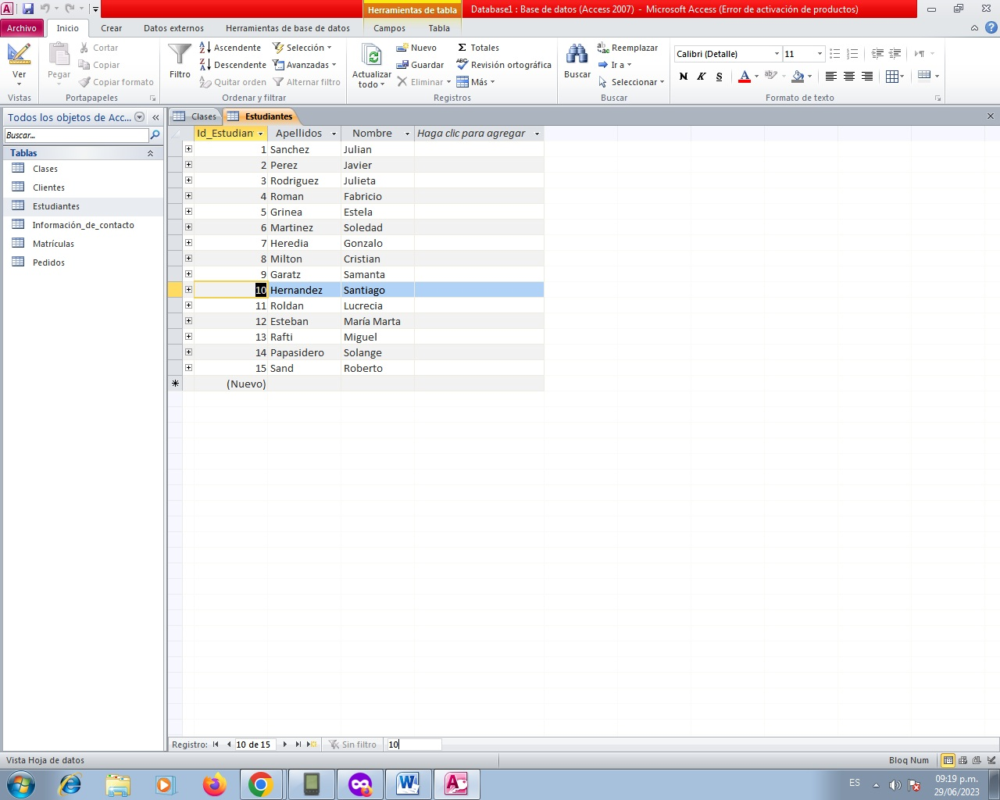 Herramientas de tabla
Database1 : Base de datos (Access 2007) - Microsoft Access (Error de activación de productos)
Archivo Inicio Crear Datos externos Herramientas de base de datos Campos Tabla
Ver
Vistas
Pegar
Cortar
Copiar
Copiar formato
Portapapeles
Filtro
Ascendente
Descendente
Quitar orden
Selección
Avanzadas
Alternar filtro
Ordenar y filtrar
Actualizar todo
Nuevo
Guardar
Eliminar
Totales
Revisión ortográfica
Más
Registros
Buscar
Reemplazar
Ir a
Seleccionar
Buscar
Calibri (Detalle) 11
N K S A ab
Formato de texto
Todos los objetos de Acc...
Buscar...
Tablas
Clases
Clientes
Estudiantes
Información_de_contacto
Matrículas
Pedidos
Clases Estudiantes
Id_Estudian Apellidos Nombre Haga clic para agregar
1 Sanchez Julian
2 Perez Javier
3 Rodriguez Julieta
4 Roman Fabricio
5 Grinea Estela
6 Martinez Soledad
7 Heredia Gonzalo
8 Milton Cristian
9 Garatz Samanta
10 Hernandez Santiago
11 Roldan Lucrecia
12 Esteban María Marta
13 Rafti Miguel
14 Papasidero Solange
15 Sand Roberto
(Nuevo)
Registro: 10 de 15 Sin filtro 10
Vista Hoja de datos
Bloq Num
ES
09:19 p.m.
29/06/2023